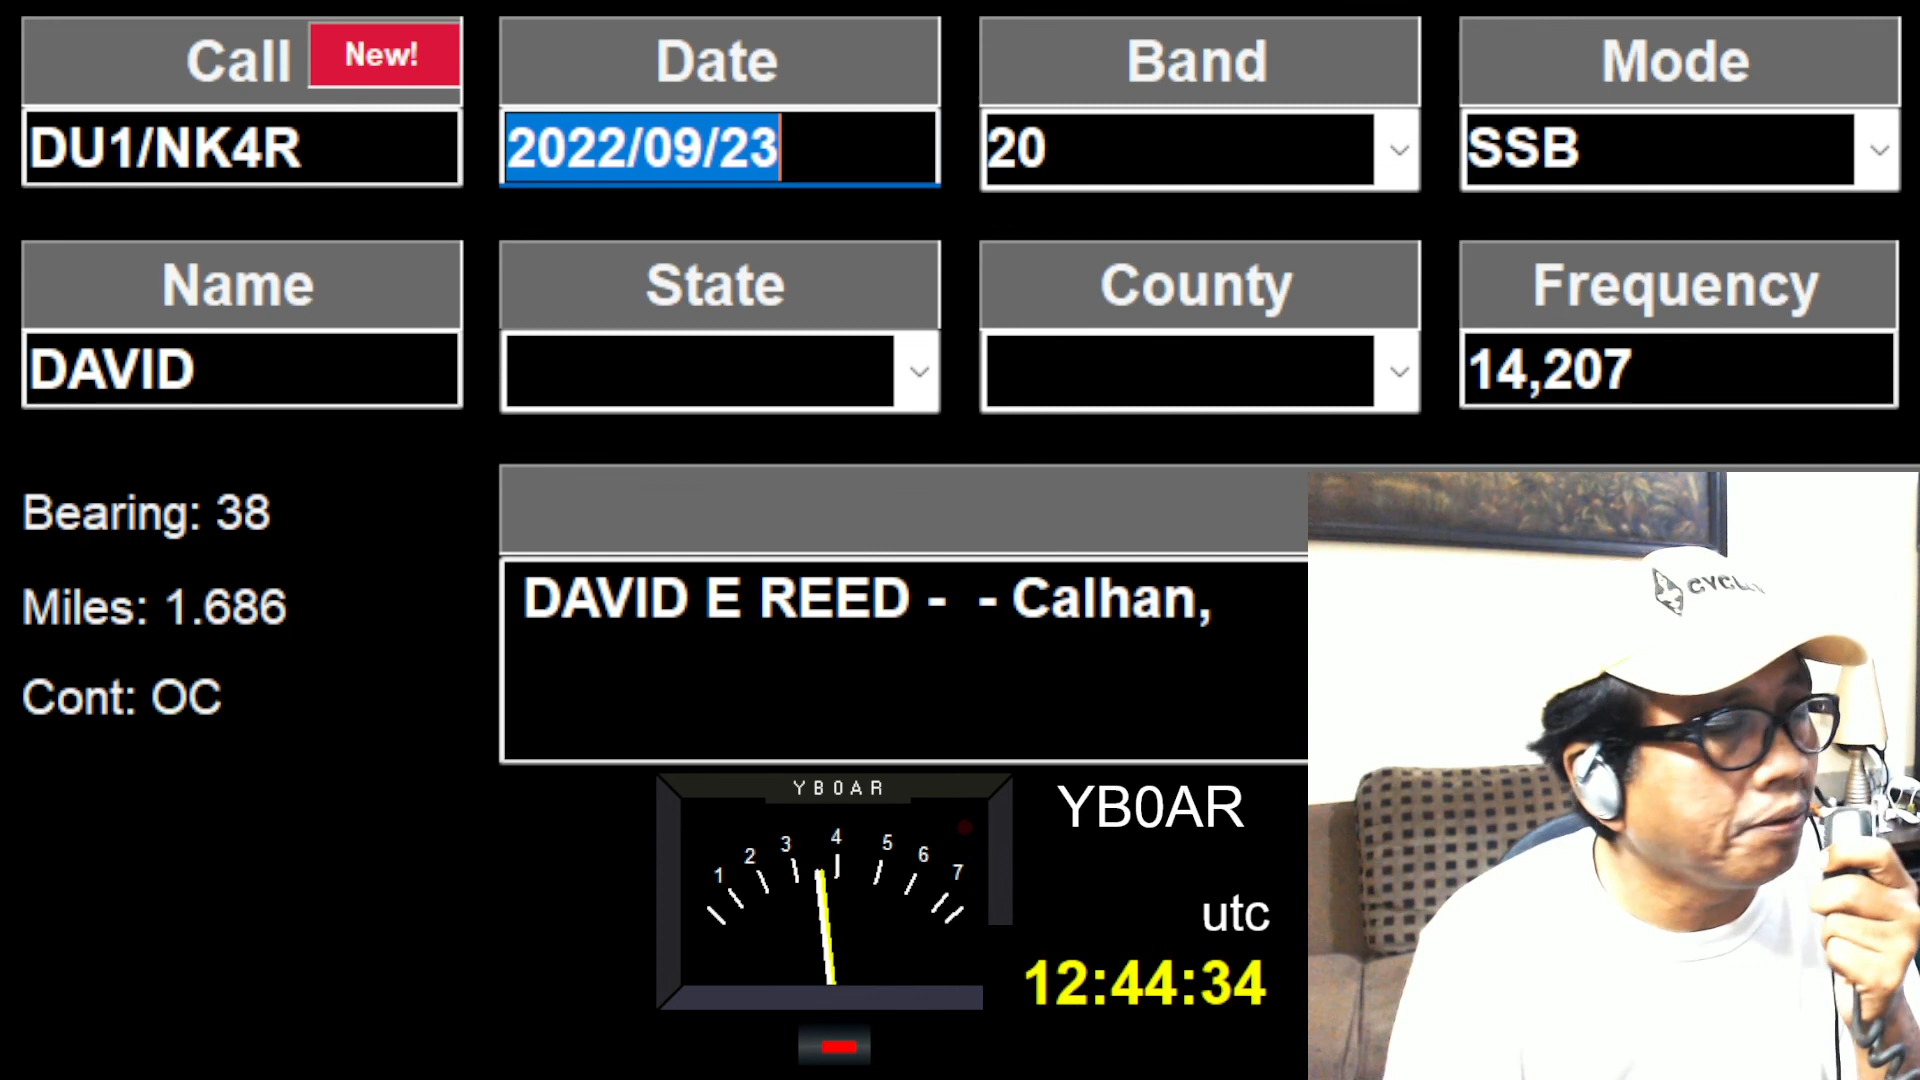 Call New! Date Band Mode
DU1/NK4R 2022/09/23 20 SSB
Name State County Frequency
DAVID 14,207
Bearing: 38
Miles: 1.686
Cont: OC
DAVID E REED -  - Calhan,
YB0AR
1 2 3 4 5 6 7
YB0AR
utc
12:44:34